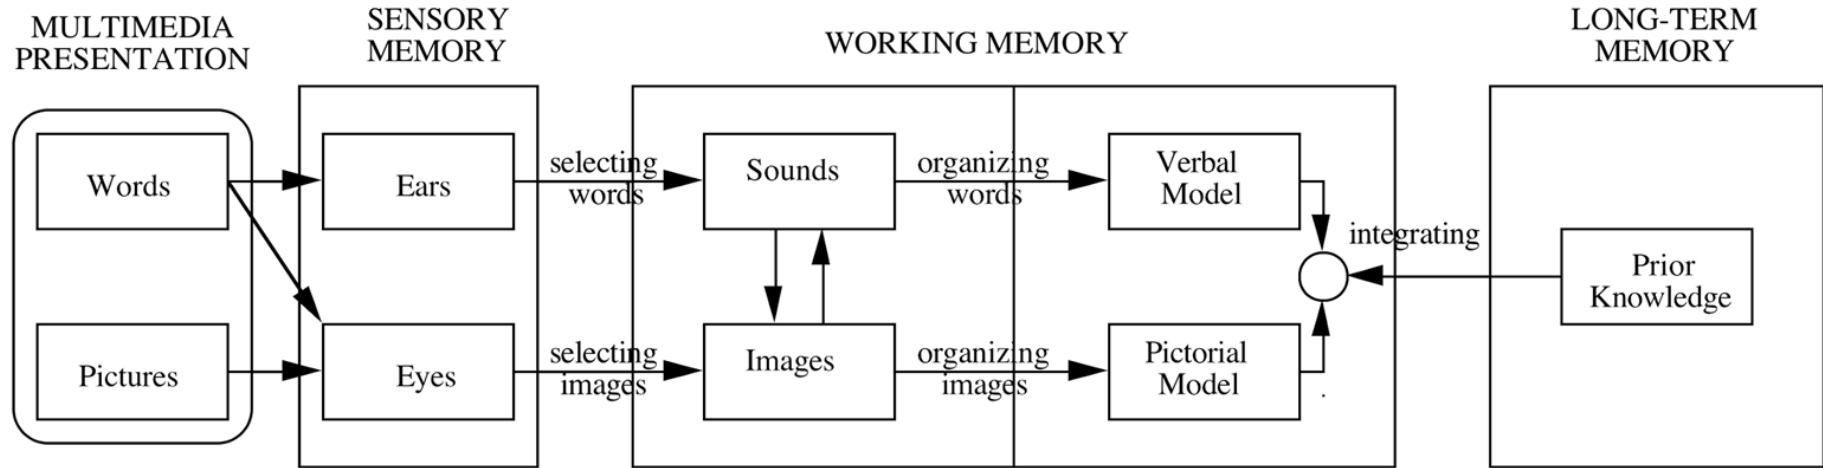 MULTIMEDIA
PRESENTATION
SENSORY
MEMORY
WORKING MEMORY
LONG-TERM
MEMORY
Words
Pictures
Ears
Eyes
selecting
words
selecting
images
Sounds
Images
organizing
words
organizing
images
Verbal
Model
Pictorial
Model
integrating
Prior
Knowledge